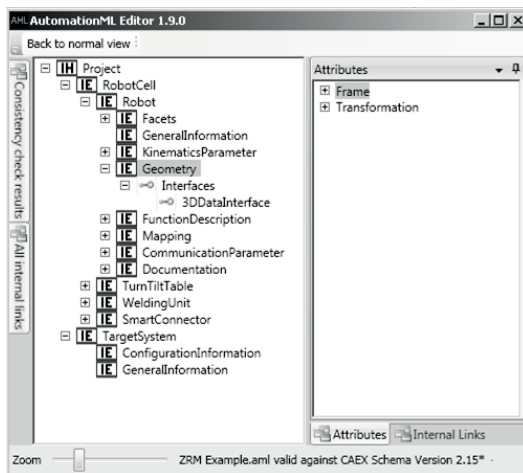 AML AutomationML Editor 1.9.0
Back to normal view
Consistency check results
All internal links
IH Project
IE RobotCell
IE Robot
IE Facets
IE GeneralInformation
IE KinematicsParameter
IE Geometry
Interfaces
3DDataInterface
IE FunctionDescription
IE Mapping
IE CommunicationParameter
IE Documentation
IE TurnTiltTable
IE WeldingUnit
IE SmartConnector
IE TargetSystem
IE ConfigurationInformation
IE GeneralInformation
Attributes
Frame
Transformation
Attributes Internal Links
Zoom ZRM Example.aml valid against CAEX Schema Version 2.15*